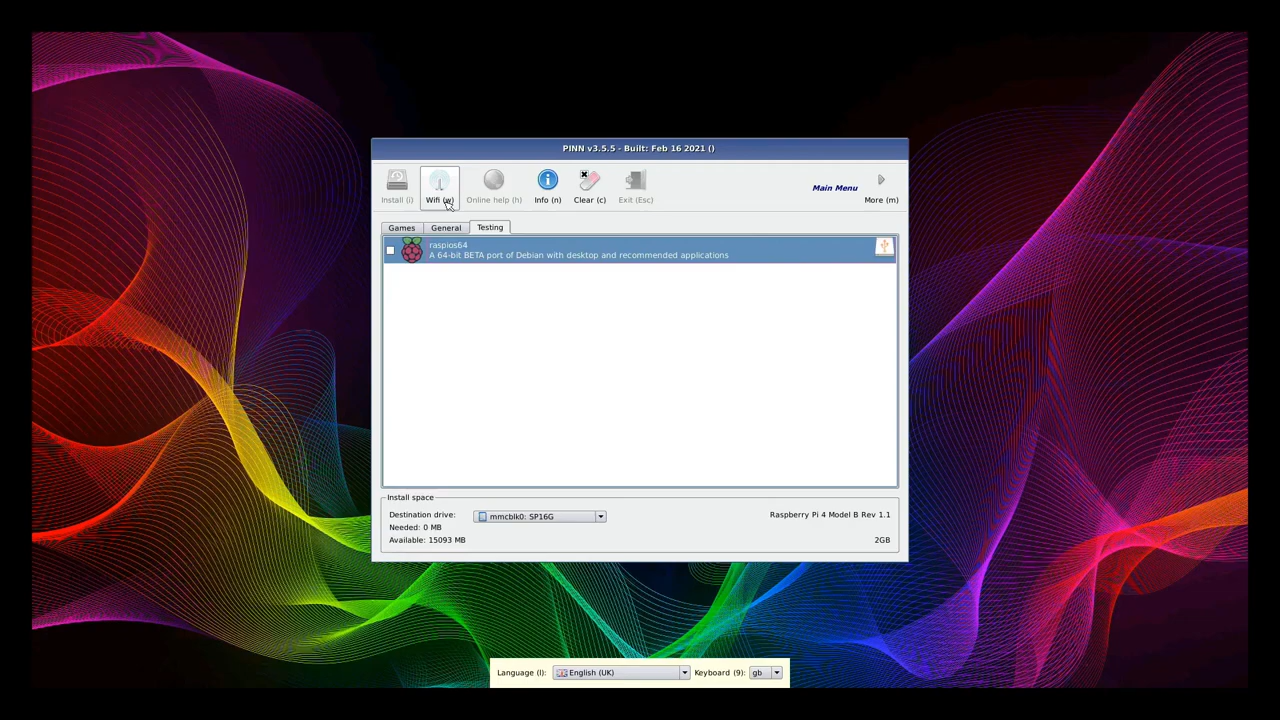 PINN v3.5.5 - Built: Feb 16 2021 ()
Install (i)
Wifi (w)
Online help (h)
Info (n)
Clear (c)
Exit (Esc)
Main Menu
More (m)
Games
General
Testing
raspios64
A 64-bit BETA port of Debian with desktop and recommended applications
Install space
Destination drive:
mmcblk0: SP16G
Raspberry Pi 4 Model B Rev 1.1
Needed: 0 MB
Available: 15093 MB
2GB
Language (l):
English (UK)
Keyboard (9):
gb